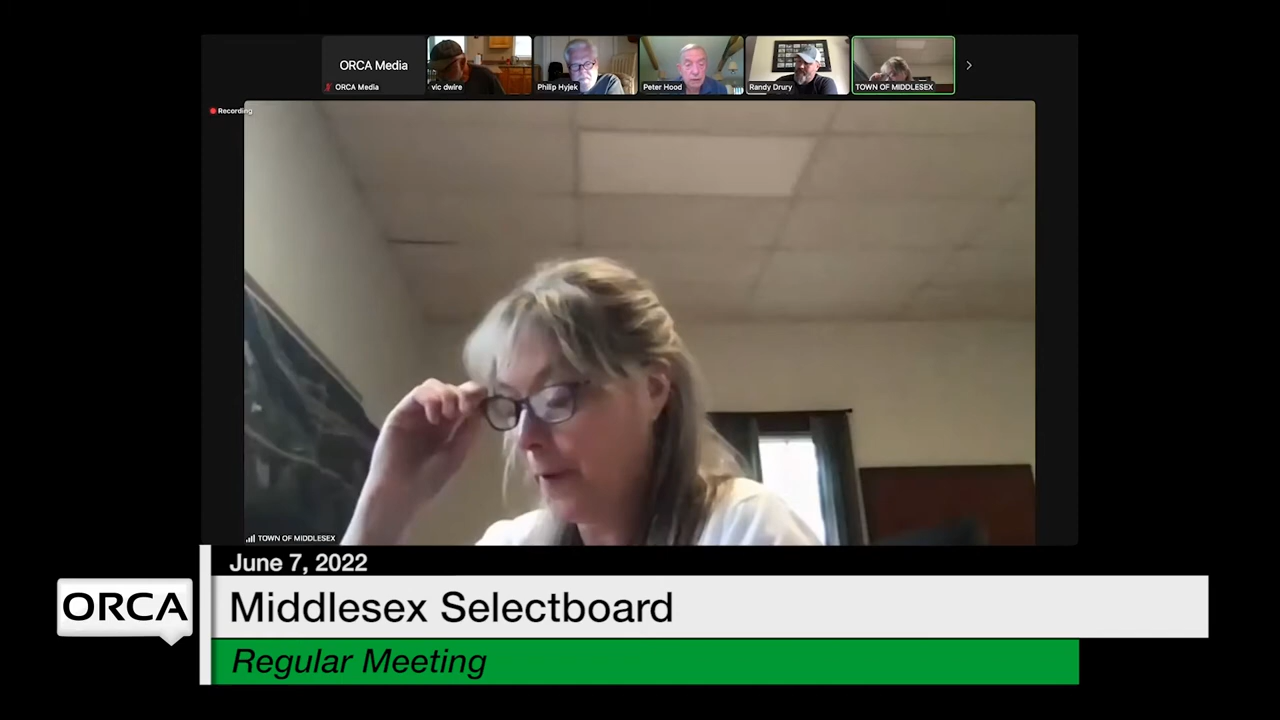 ORCA Media
ORCA Media
vic dwire
Philip Hyjek
Peter Hood
Randy Drury
TOWN OF MIDDLESEX
Recording
TOWN OF MIDDLESEX
June 7, 2022
ORCA
Middlesex Selectboard
Regular Meeting